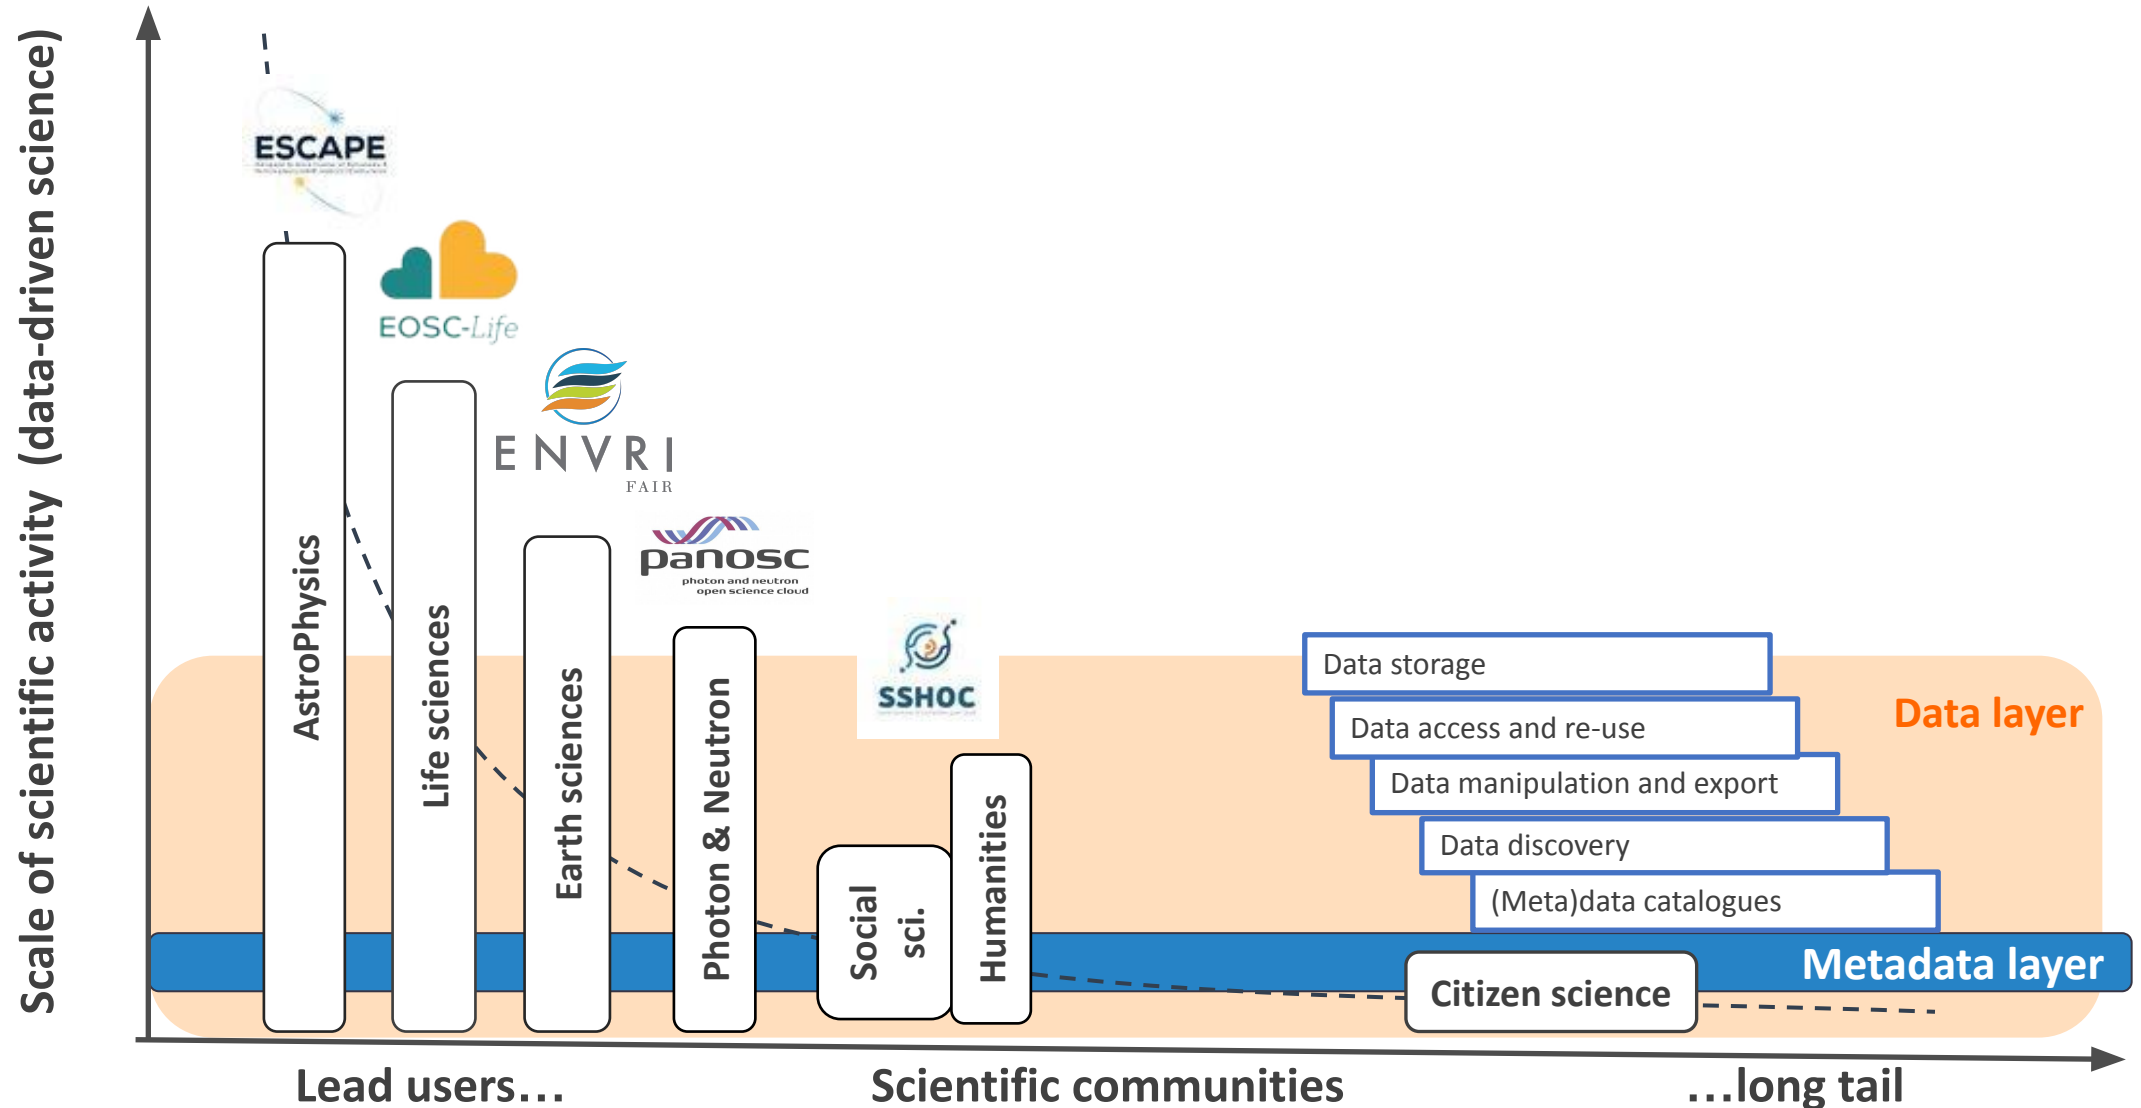 Scale of scientific activity (data-driven science)
ESCAPE
EOSC-Life
ENVRI
FAIR
panosc
photon and neutron
open science cloud
SSHOC
AstroPhysics
Life sciences
Earth sciences
Photon & Neutron
Social
sci.
Humanities
Data storage
Data access and re-use
Data manipulation and export
Data discovery
(Meta)data catalogues
Data layer
Metadata layer
Citizen science
Lead users...
Scientific communities
...long tail